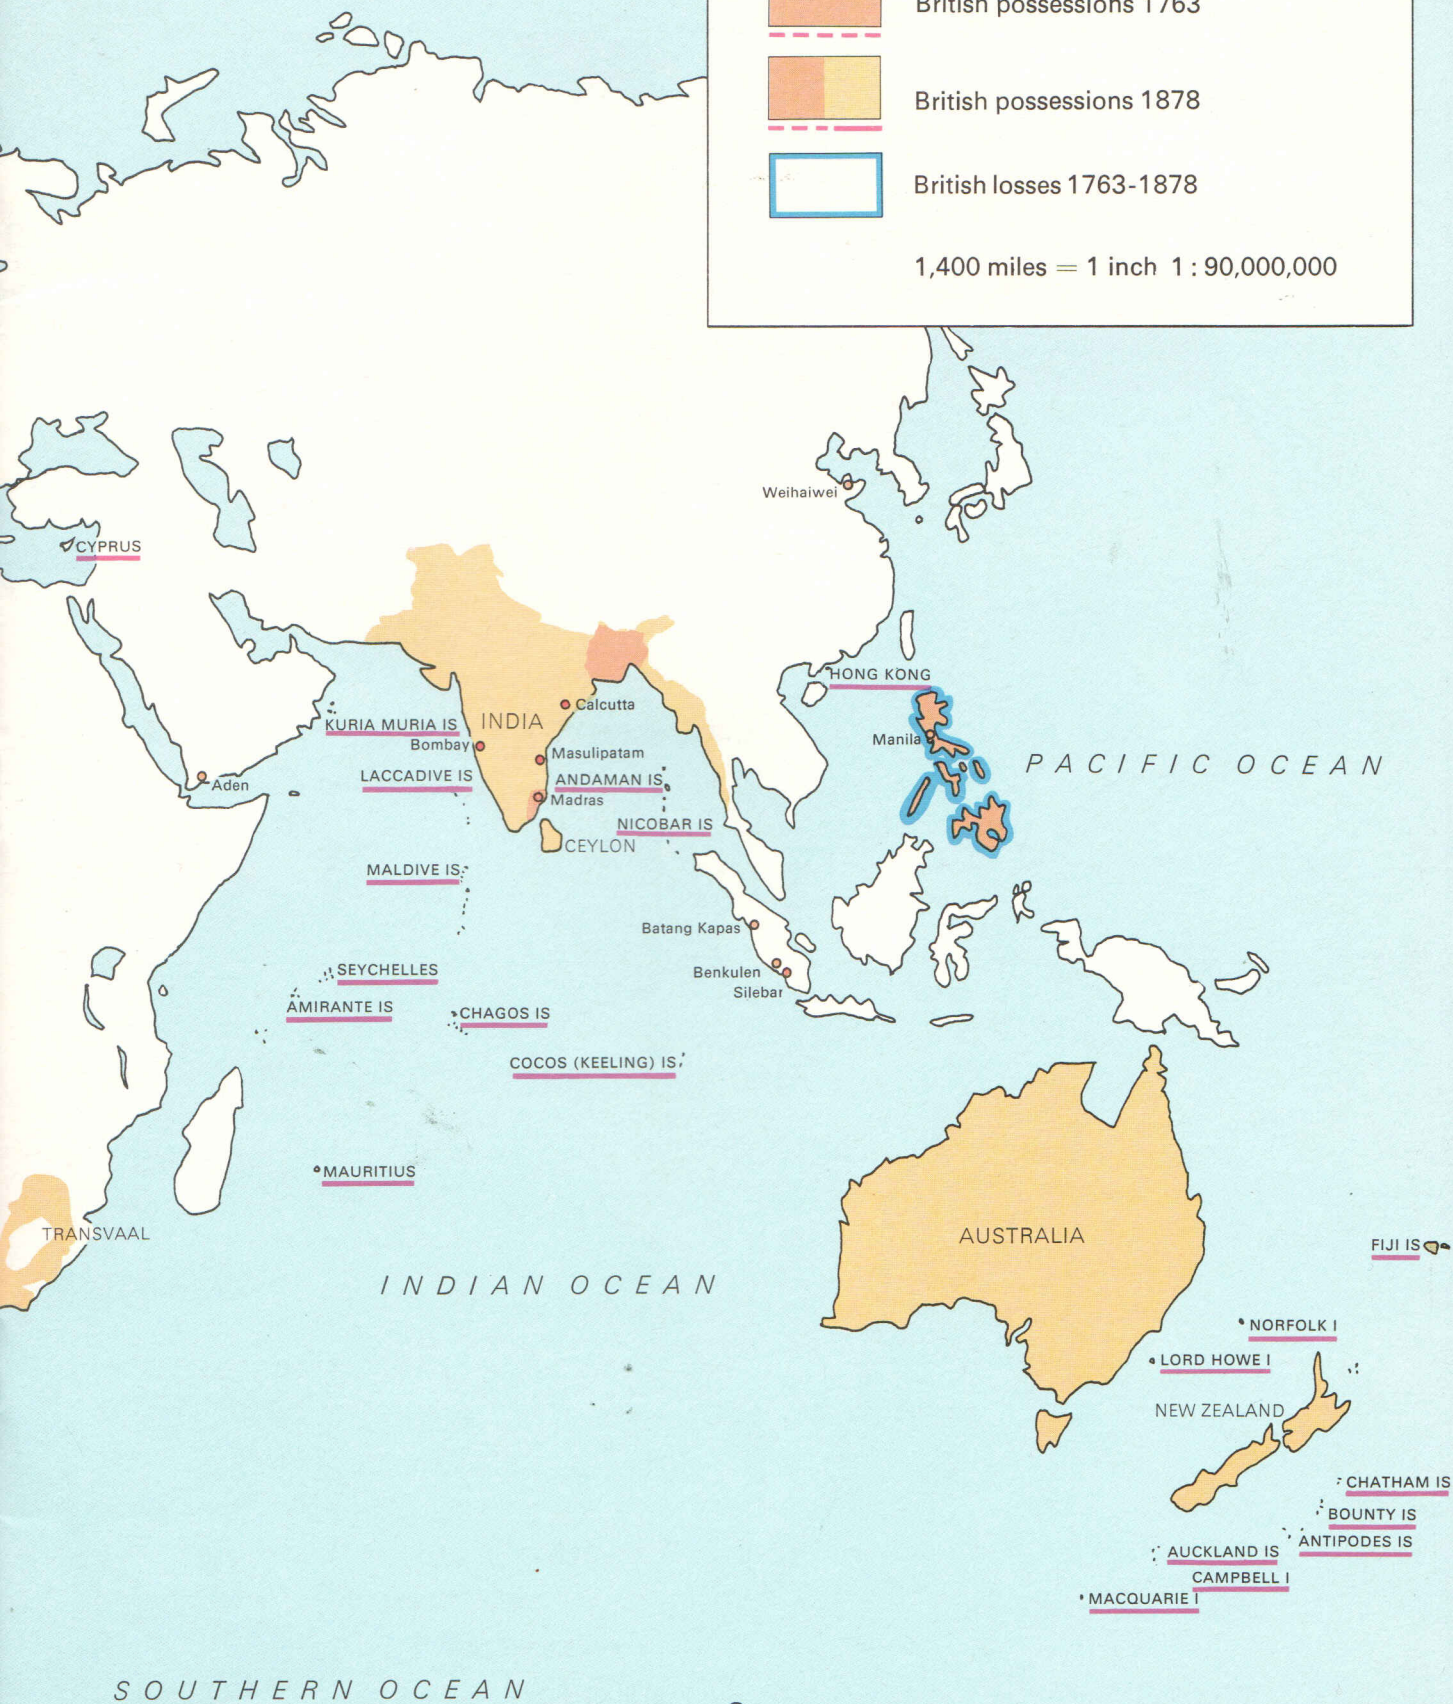 British possessions 1763
British possessions 1878
British losses 1763-1878
1,400 miles = 1 inch 1 : 90,000,000
Weihaiwei
CYPRUS
HONG KONG
KURIA MURIA IS
INDIA
Calcutta
Bombay
Masulipatam
Manila
PACIFIC OCEAN
LACCADIVE IS
ANDAMAN IS
Aden
Madras
NICOBAR IS
CEYLON
MALDIVE IS
Batang Kapas
SEYCHELLES
Benkulen
Silebar
AMIRANTE IS
CHAGOS IS
COCOS (KEELING) IS
MAURITIUS
TRANSVAAL
AUSTRALIA
FIJI IS
INDIAN OCEAN
NORFOLK I
LORD HOWE I
NEW ZEALAND
CHATHAM IS
BOUNTY IS
ANTIPODES IS
AUCKLAND IS
CAMPBELL I
MACQUARIE I
SOUTHERN OCEAN